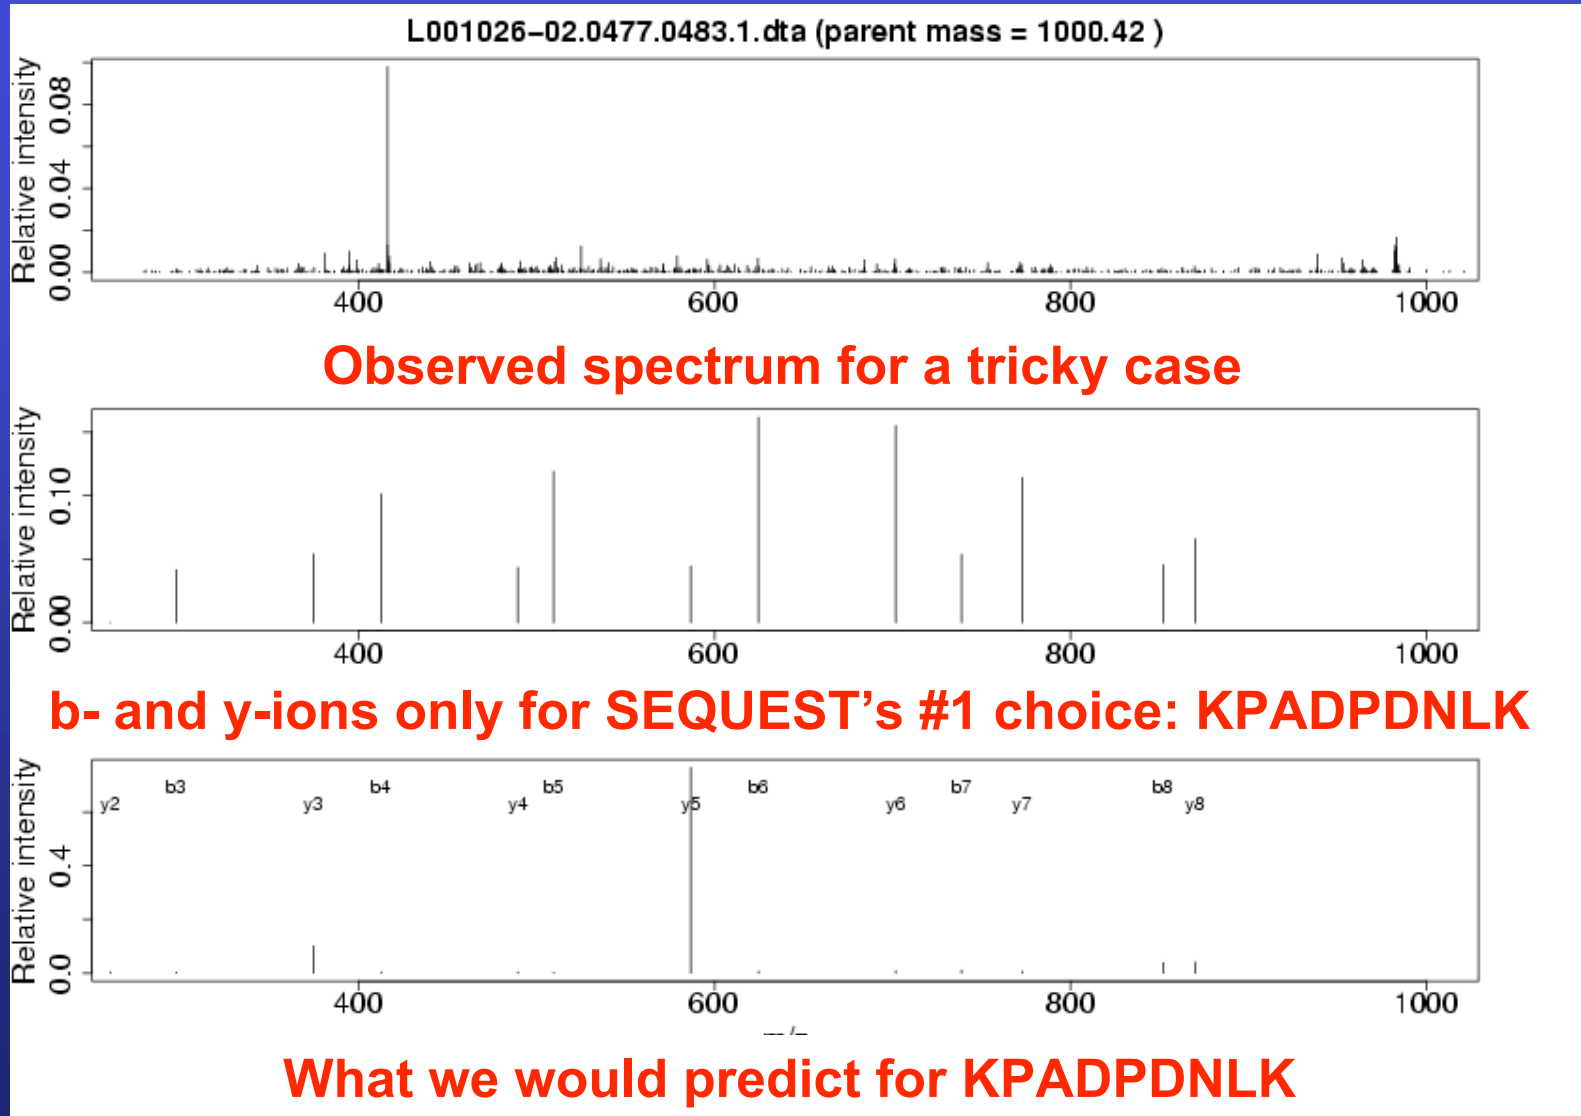 L001026−02.0477.0483.1.dta (parent mass = 1000.42 )
Relative intensity
0.00 0.04 0.08
400 600 800 1000
Observed spectrum for a tricky case
Relative intensity
0.00 0.10
400 600 800 1000
b- and y-ions only for SEQUEST’s #1 choice: KPADPDNLK
Relative intensity
0.0 0.4
b3 b4 b5 b6 b7 b8
y2 y3 y4 y5 y6 y7 y8
400 600 800 1000
What we would predict for KPADPDNLK